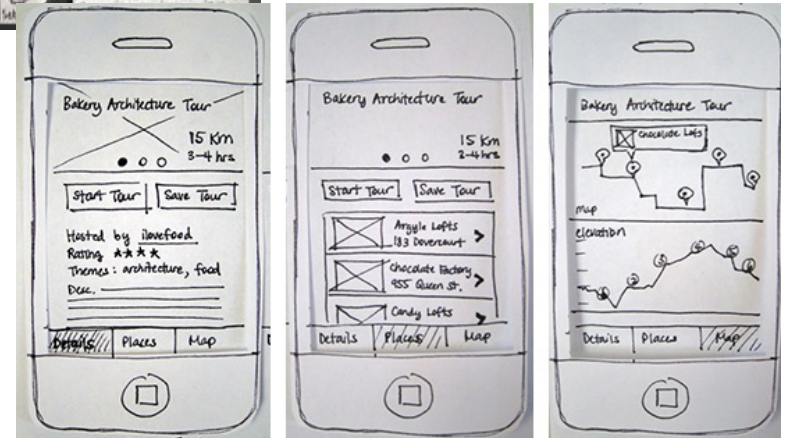 Bakery Architecture Tour
15 Km
3-4 hrs
Start Tour
Save Tour
Hosted by ilovefood
Rating ★★★★
Themes: architecture, food
Desc.
Details
Places
Map
Bakery Architecture Tour
15 Km
2-4 hrs
Start Tour
Save Tour
Argyle Lofts
183 Dovercourt
Chocolate Factory
955 Queen St.
Candy Lofts
Details
Places
Map
Bakery Architecture Tour
Chocolate Lofts
map
elevation
Details
Places
Map